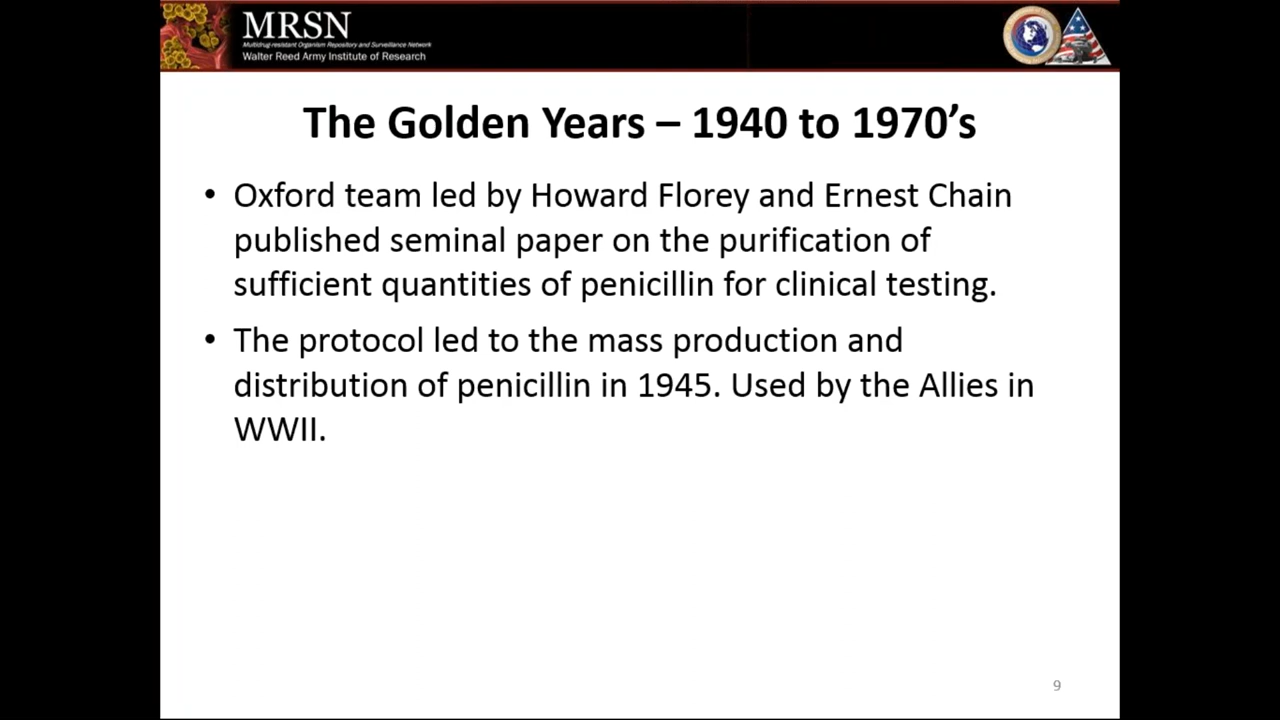 MRSN
Multidrug-resistant Organism Repository and Surveillance Network
Walter Reed Army Institute of Research
The Golden Years – 1940 to 1970’s
• Oxford team led by Howard Florey and Ernest Chain
published seminal paper on the purification of
sufficient quantities of penicillin for clinical testing.
• The protocol led to the mass production and
distribution of penicillin in 1945. Used by the Allies in
WWII.
9